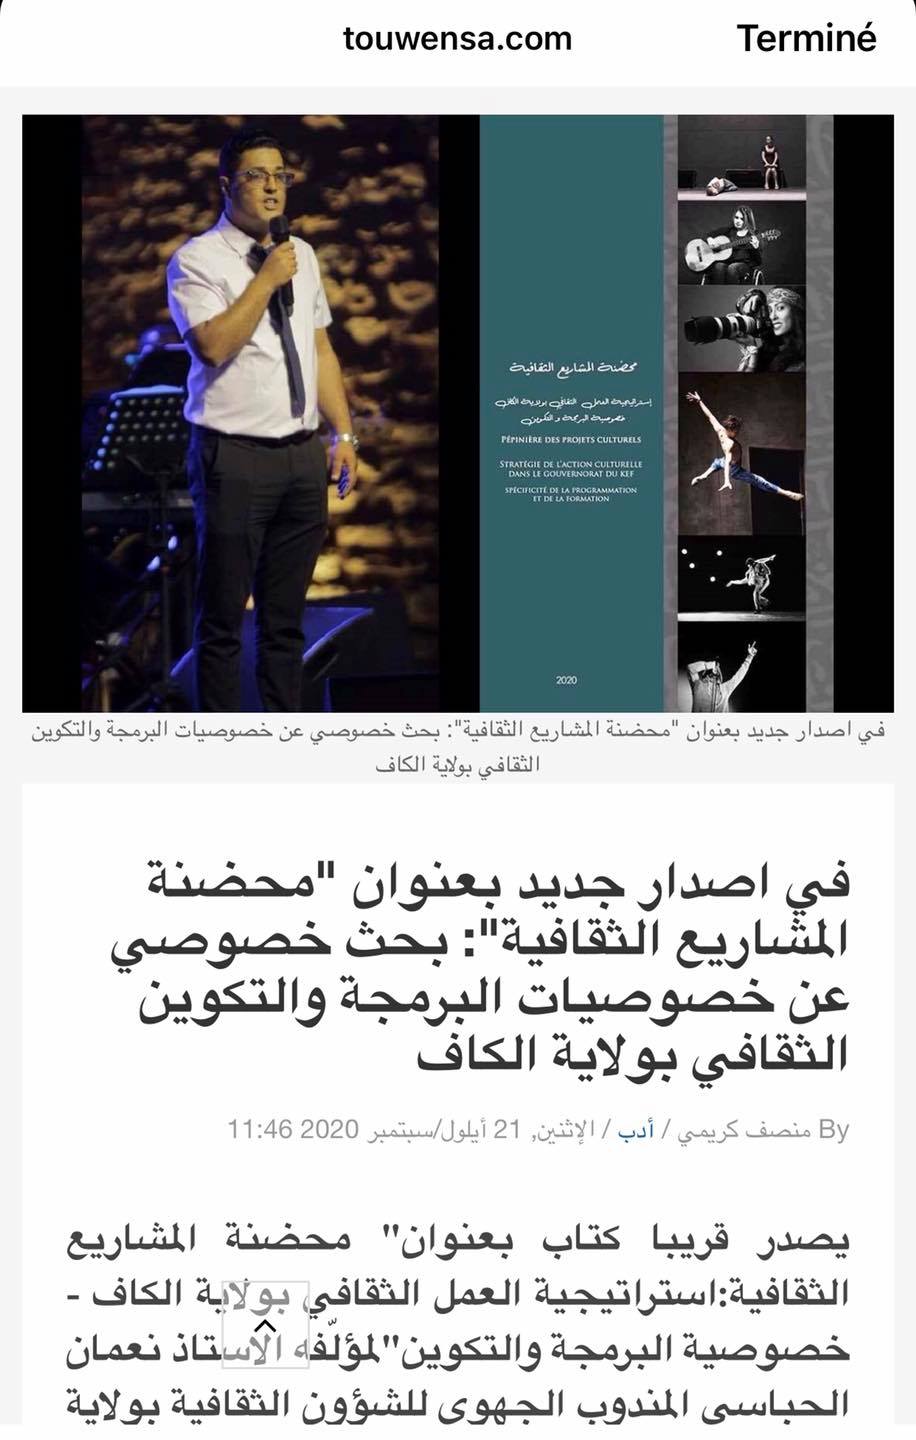 touwensa.com
Terminé
محضنة المشاريع الثقافية
إستراتيجية العمل الثقافي بولاية الكاف
خصوصية البرمجة و التكوين
PÉPINIÈRE DES PROJETS CULTURELS
STRATÉGIE DE L'ACTION CULTURELLE
DANS LE GOUVERNORAT DU KEF
SPÉCIFICITÉ DE LA PROGRAMMATION
ET DE LA FORMATION
2020
في اصدار جديد بعنوان "محضنة المشاريع الثقافية": بحث خصوصي عن خصوصيات البرمجة والتكوين
الثقافي بولاية الكاف
في اصدار جديد بعنوان "محضنة
المشاريع الثقافية": بحث خصوصي
عن خصوصيات البرمجة والتكوين
الثقافي بولاية الكاف
By منصف كريمي / أدب / الإثنين, 21 أيلول/سبتمبر 2020 11:46
يصدر قريبا كتاب بعنوان" محضنة المشاريع
الثقافية:استراتيجية العمل الثقافي بولاية الكاف -
خصوصية البرمجة والتكوين"لمؤلّفه الاستاذ نعمان
الحباسي المندوب الجهوي للشؤون الثقافية بولاية